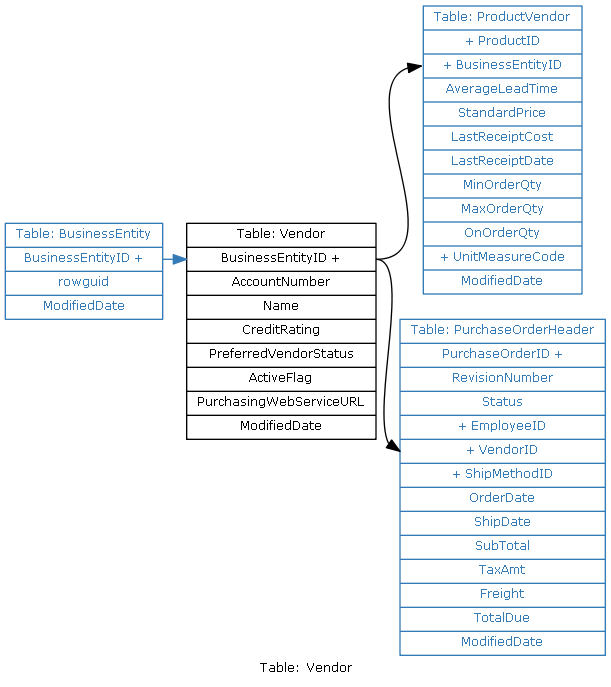 Table: ProductVendor
+ ProductID
+ BusinessEntityID
AverageLeadTime
StandardPrice
LastReceiptCost
LastReceiptDate
MinOrderQty
MaxOrderQty
OnOrderQty
+ UnitMeasureCode
ModifiedDate
Table: BusinessEntity
BusinessEntityID +
rowguid
ModifiedDate
Table: Vendor
BusinessEntityID +
AccountNumber
Name
CreditRating
PreferredVendorStatus
ActiveFlag
PurchasingWebServiceURL
ModifiedDate
Table: PurchaseOrderHeader
PurchaseOrderID +
RevisionNumber
Status
+ EmployeeID
+ VendorID
+ ShipMethodID
OrderDate
ShipDate
SubTotal
TaxAmt
Freight
TotalDue
ModifiedDate
Table: Vendor